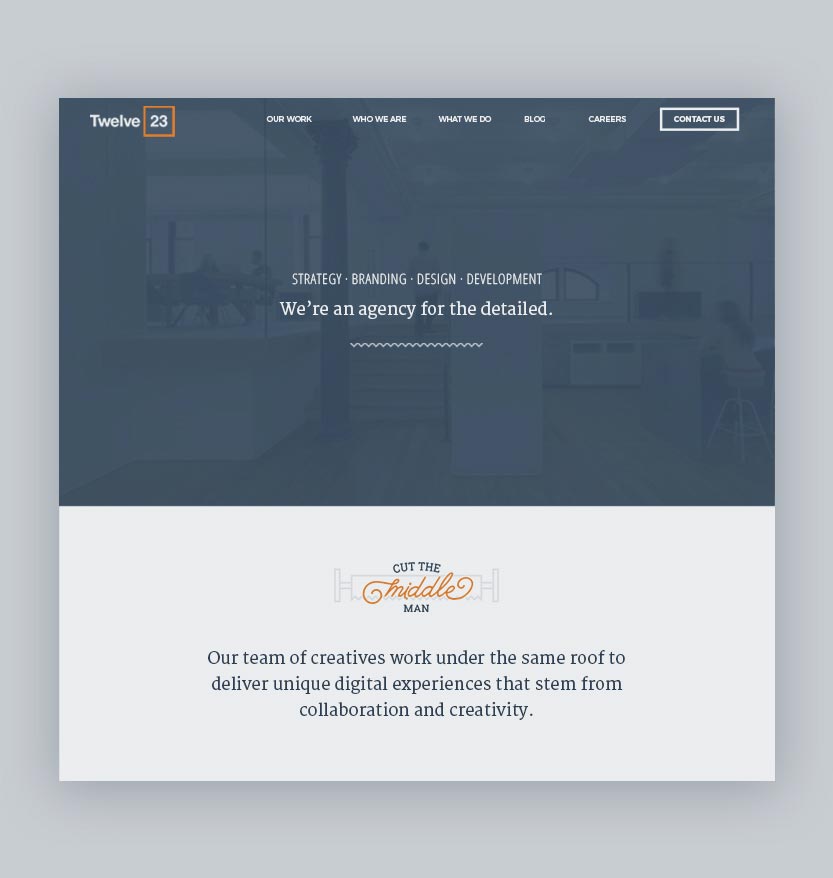 Twelve 23
OUR WORK
WHO WE ARE
WHAT WE DO
BLOG
CAREERS
CONTACT US
STRATEGY · BRANDING · DESIGN · DEVELOPMENT
We’re an agency for the detailed.
CUT THE
middle
MAN
Our team of creatives work under the same roof to
deliver unique digital experiences that stem from
collaboration and creativity.